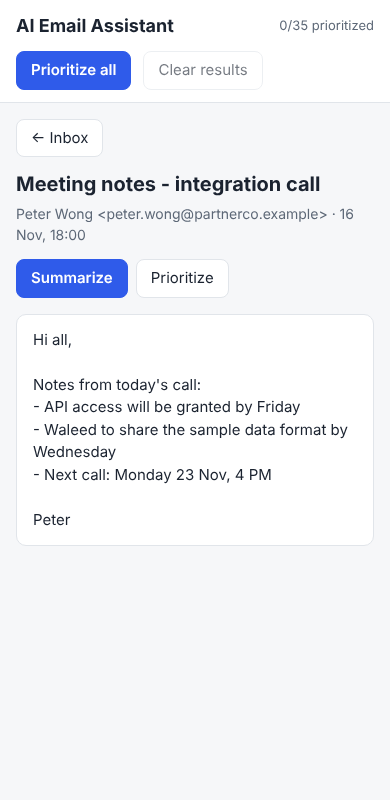 AI Email Assistant
0/35 prioritized
Prioritize all
Clear results
← Inbox
Meeting notes - integration call
Peter Wong <peter.wong@partnerco.example> · 16
Nov, 18:00
Summarize
Prioritize
Hi all,
Notes from today's call:
- API access will be granted by Friday
- Waleed to share the sample data format by
Wednesday
- Next call: Monday 23 Nov, 4 PM
Peter